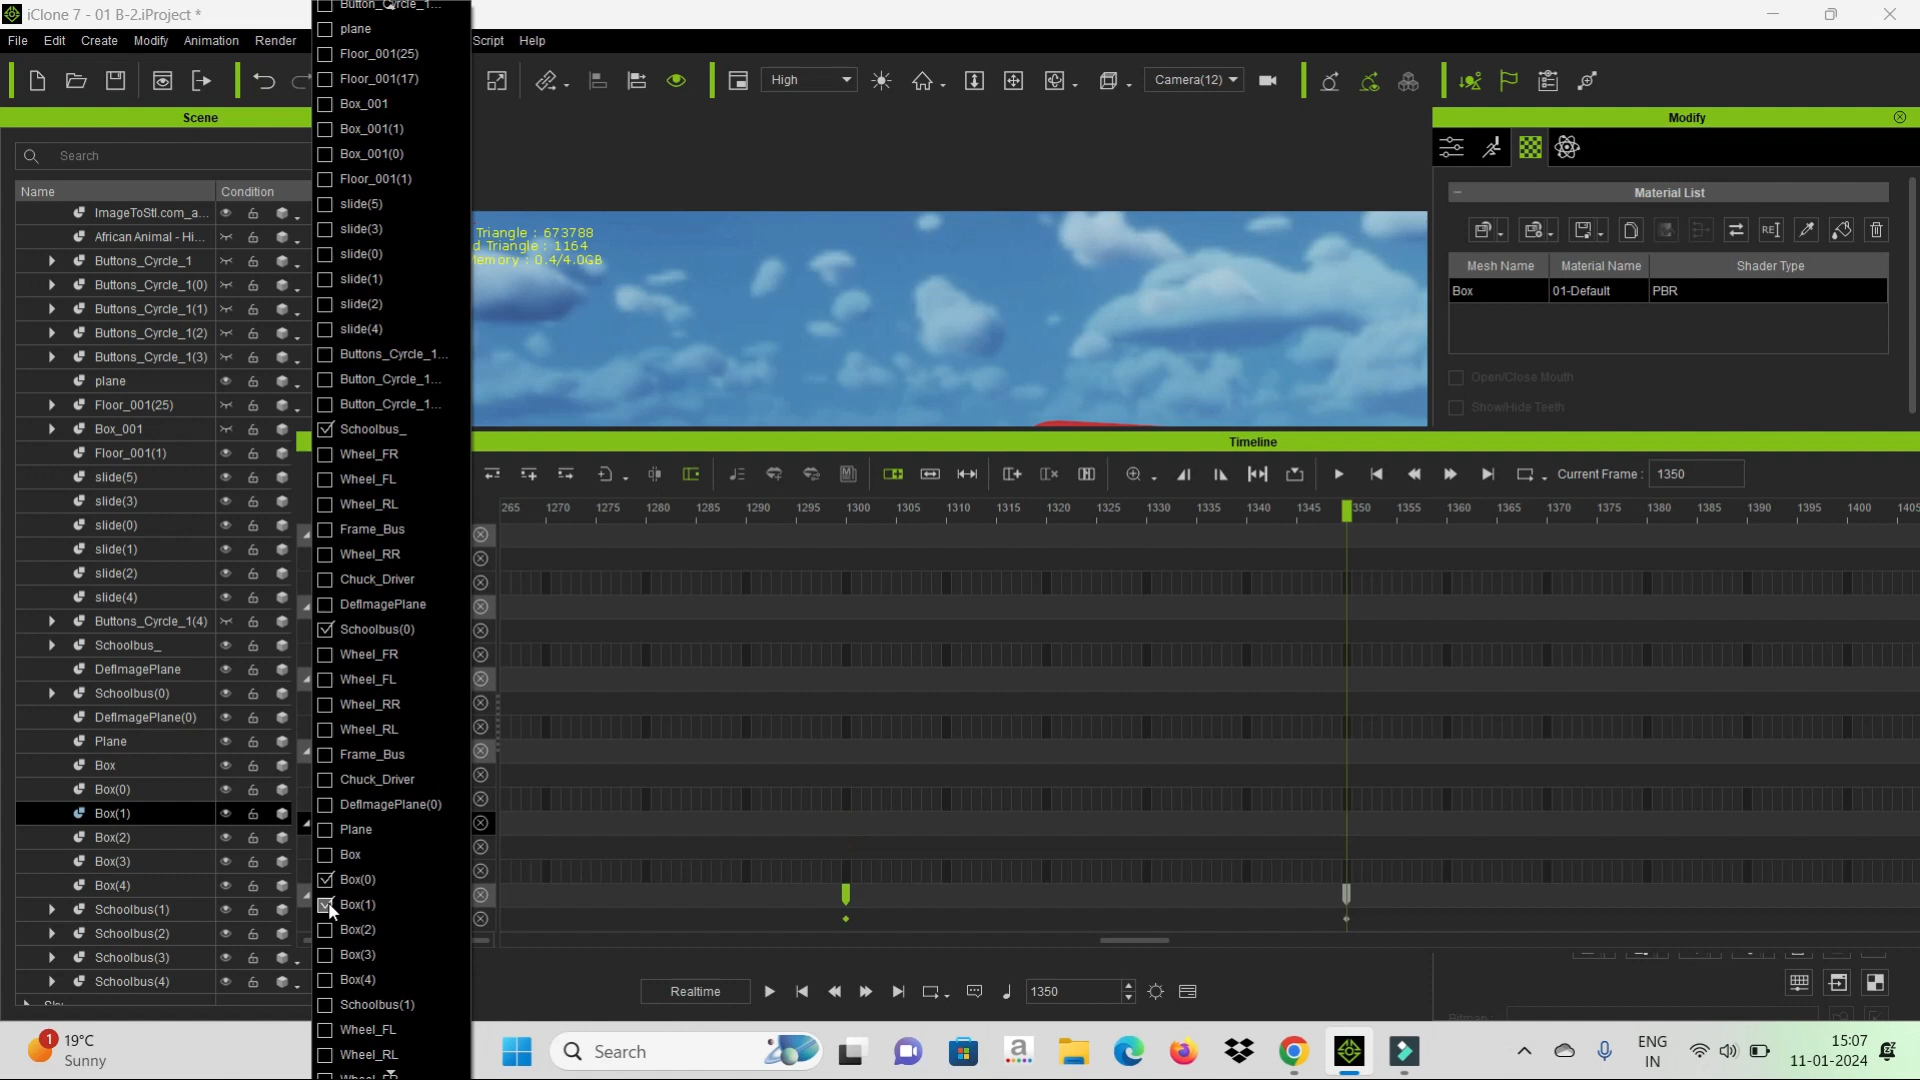 iClone 7 - 01 B-2.iProject *
File Edit Create Modify Animation Render Script Help
High
Camera(12)
Scene
Search
Name Condition
ImageToStl.com_a...
African Animal - Hi...
Buttons_Cyrcle_1
Buttons_Cyrcle_1(0)
Buttons_Cyrcle_1(1)
Buttons_Cyrcle_1(2)
Buttons_Cyrcle_1(3)
plane
Floor_001(25)
Box_001
Floor_001(1)
slide(5)
slide(3)
slide(0)
slide(1)
slide(2)
slide(4)
Buttons_Cyrcle_1(4)
Schoolbus_
DefImagePlane
Schoolbus(0)
DefImagePlane(0)
Plane
Box
Box(0)
Box(1)
Box(2)
Box(3)
Box(4)
Schoolbus(1)
Schoolbus(2)
Schoolbus(3)
Schoolbus(4)
Button_Cyrcle_1...
plane
Floor_001(25)
Floor_001(17)
Box_001
Box_001(1)
Box_001(0)
Floor_001(1)
slide(5)
slide(3)
slide(0)
slide(1)
slide(2)
slide(4)
Buttons_Cyrcle_1...
Button_Cyrcle_1...
Button_Cyrcle_1...
Schoolbus_
Wheel_FR
Wheel_FL
Wheel_RL
Frame_Bus
Wheel_RR
Chuck_Driver
DefImagePlane
Schoolbus(0)
Wheel_FR
Wheel_FL
Wheel_RR
Wheel_RL
Frame_Bus
Chuck_Driver
DefImagePlane(0)
Plane
Box
Box(0)
Box(1)
Box(2)
Box(3)
Box(4)
Schoolbus(1)
Wheel_FL
Wheel_RL
Triangle : 673788
d Triangle : 1164
emory : 0.4/4.0GB
Modify
Material List
REI
Mesh Name Material Name Shader Type
Box 01-Default PBR
Open/Close Mouth
Show/Hide Teeth
Timeline
Current Frame : 1350
265 1270 1275 1280 1285 1290 1295 1300 1305 1310 1315 1320 1325 1330 1335 1340 1345 350 1355 1360 1365 1370 1375 1380 1385 1390 1395 1400 1405
Realtime 1350
Bitmap :
1 19°C
Sunny
Search
ENG
IN
15:07
11-01-2024